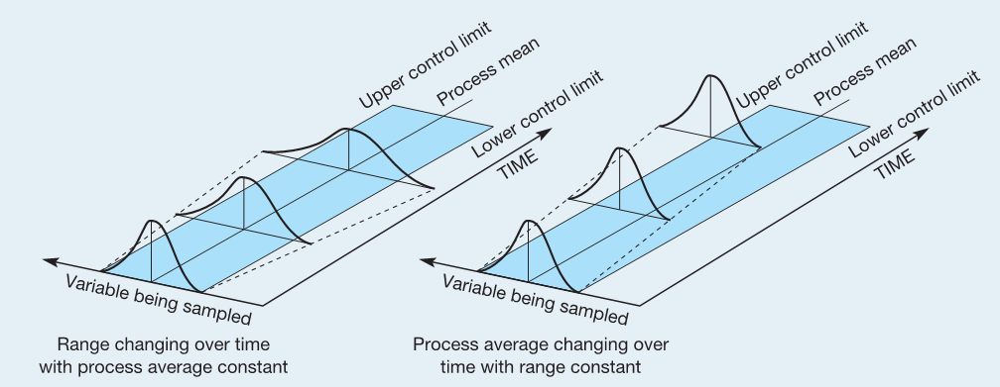 Upper control limit
Process mean
Lower control limit
TIME
Variable being sampled
Range changing over time
with process average constant
Upper control limit
Process mean
Lower control limit
TIME
Variable being sampled
Process average changing over
time with range constant